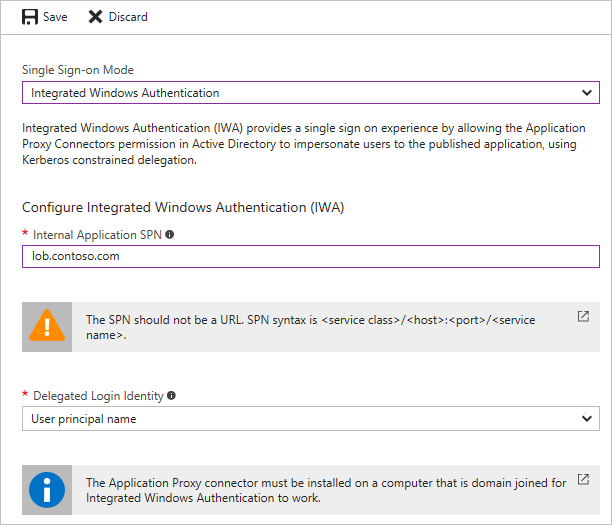 Save Discard
Single Sign-on Mode
Integrated Windows Authentication
Integrated Windows Authentication (IWA) provides a single sign on experience by allowing the Application
Proxy Connectors permission in Active Directory to impersonate users to the published application, using
Kerberos constrained delegation.
Configure Integrated Windows Authentication (IWA)
* Internal Application SPN
lob.contoso.com
The SPN should not be a URL. SPN syntax is <service class>/<host>:<port>/<service
name>.
* Delegated Login Identity
User principal name
The Application Proxy connector must be installed on a computer that is domain joined for
Integrated Windows Authentication to work.